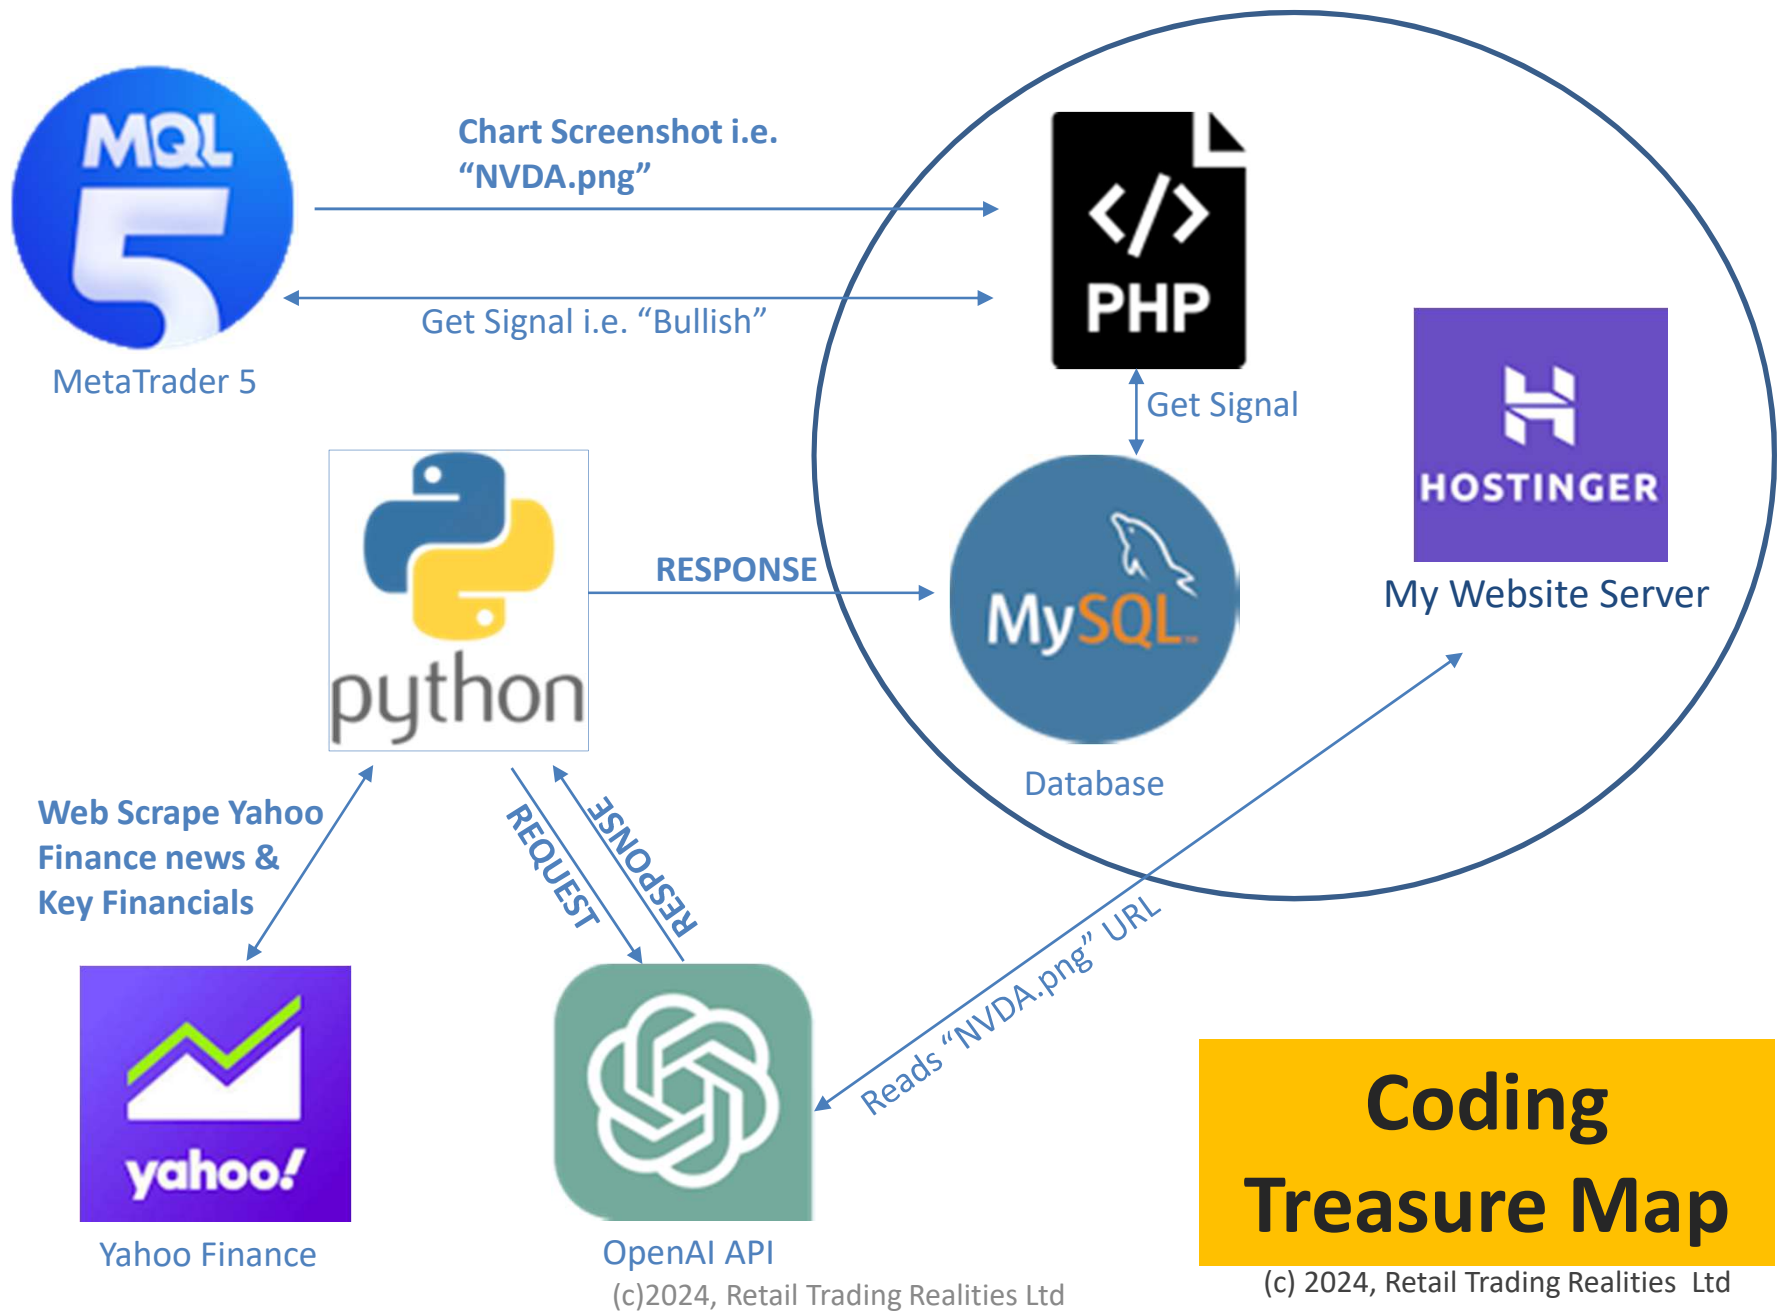 MQL
5
MetaTrader 5
Chart Screenshot i.e.
“NVDA.png”
Get Signal i.e. “Bullish”
</>
PHP
Get Signal
HOSTINGER
My Website Server
python
RESPONSE
MySQL™
Database
Web Scrape Yahoo
Finance news &
Key Financials
REQUEST
RESPONSE
Reads “NVDA.png” URL
yahoo!
Yahoo Finance
OpenAI API
(c)2024, Retail Trading Realities Ltd
Coding
Treasure Map
(c) 2024, Retail Trading Realities Ltd